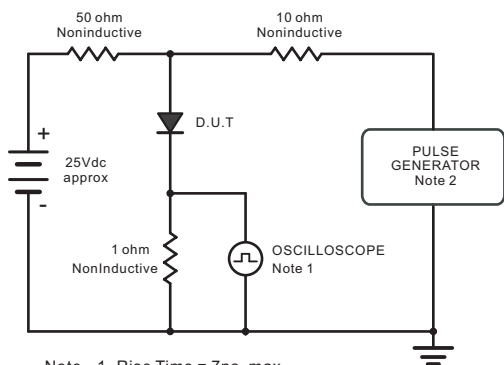 50 ohm
Noninductive
10 ohm
Noninductive
D.U.T
+
25Vdc
approx
-
PULSE
GENERATOR
Note 2
1 ohm
NonInductive
OSCILLOSCOPE
Note 1